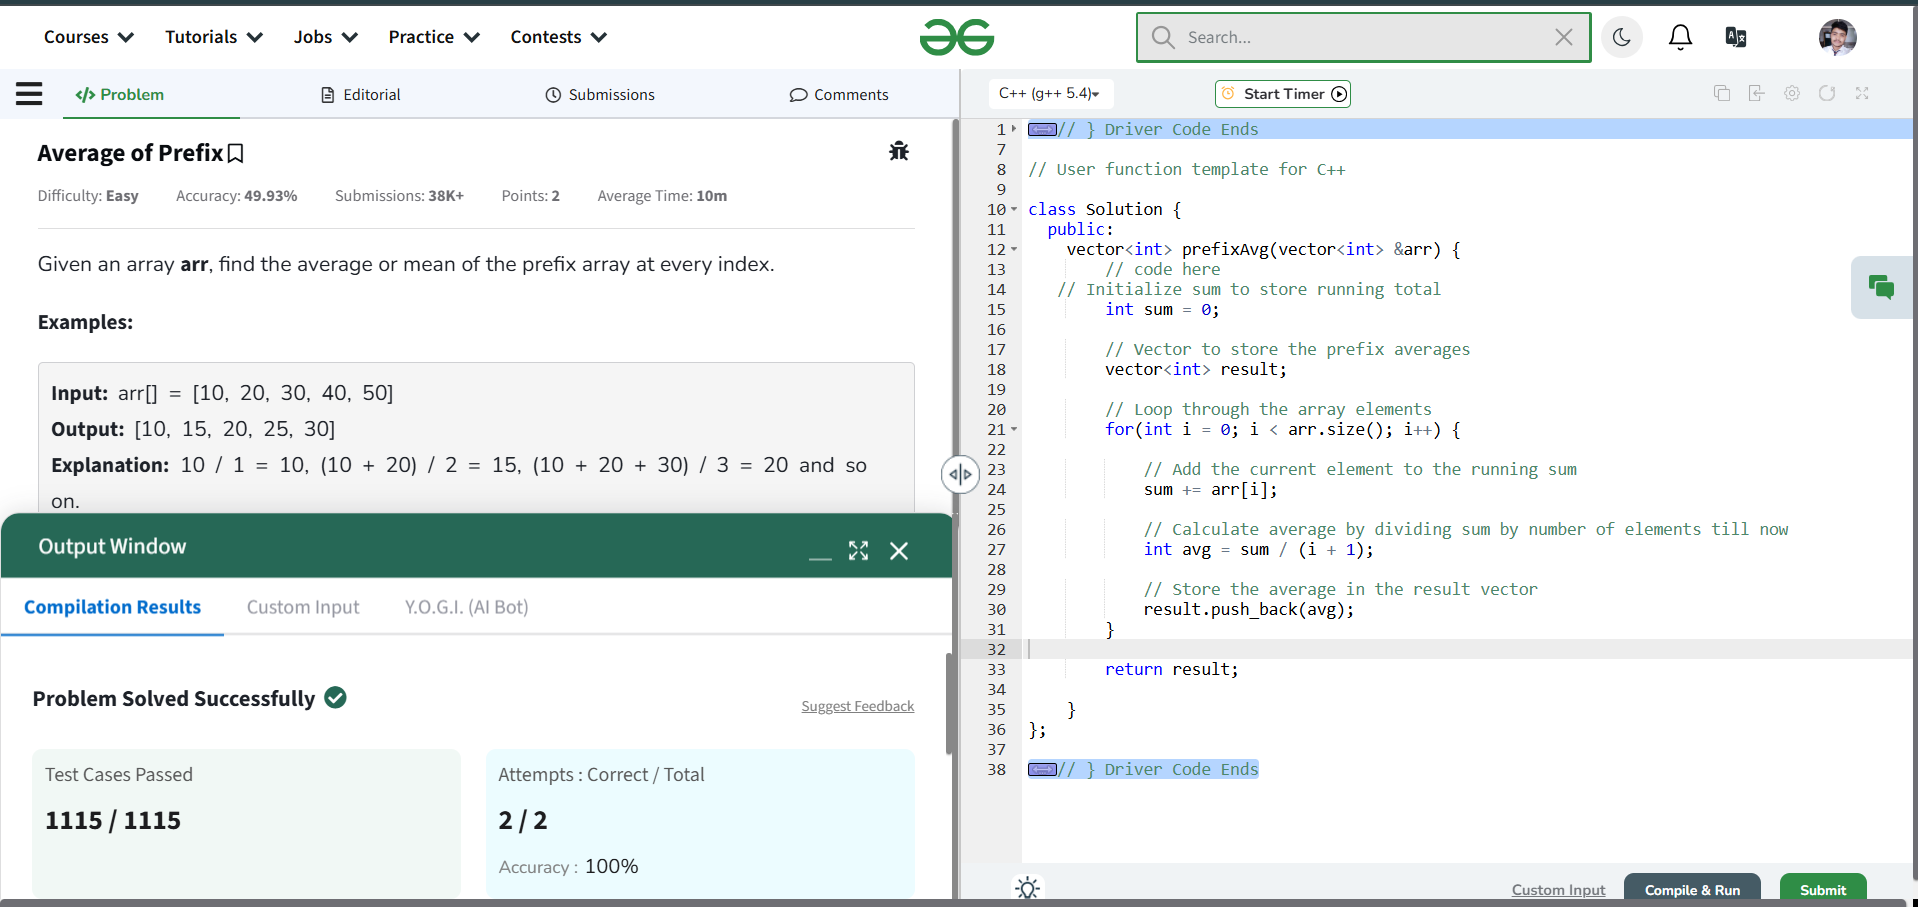 Courses Tutorials Jobs Practice Contests Search...
Problem Editorial Submissions Comments
Average of Prefix
Difficulty: Easy Accuracy: 49.93% Submissions: 38K+ Points: 2 Average Time: 10m
Given an array arr, find the average or mean of the prefix array at every index.
Examples:
Input: arr[] = [10, 20, 30, 40, 50]
Output: [10, 15, 20, 25, 30]
Explanation: 10 / 1 = 10, (10 + 20) / 2 = 15, (10 + 20 + 30) / 3 = 20 and so
on.
Output Window
Compilation Results Custom Input Y.O.G.I. (AI Bot)
Problem Solved Successfully
Suggest Feedback
Test Cases Passed
1115 / 1115
Attempts : Correct / Total
2 / 2
Accuracy : 100%
C++ (g++ 5.4) Start Timer
1 // } Driver Code Ends
7
8 // User function template for C++
9
10 class Solution {
11 public:
12 vector<int> prefixAvg(vector<int> &arr) {
13 // code here
14 // Initialize sum to store running total
15 int sum = 0;
16
17 // Vector to store the prefix averages
18 vector<int> result;
19
20 // Loop through the array elements
21 for(int i = 0; i < arr.size(); i++) {
22
23 // Add the current element to the running sum
24 sum += arr[i];
25
26 // Calculate average by dividing sum by number of elements till now
27 int avg = sum / (i + 1);
28
29 // Store the average in the result vector
30 result.push_back(avg);
31 }
32
33 return result;
34
35 }
36 };
37
38 // } Driver Code Ends
Custom Input Compile & Run Submit